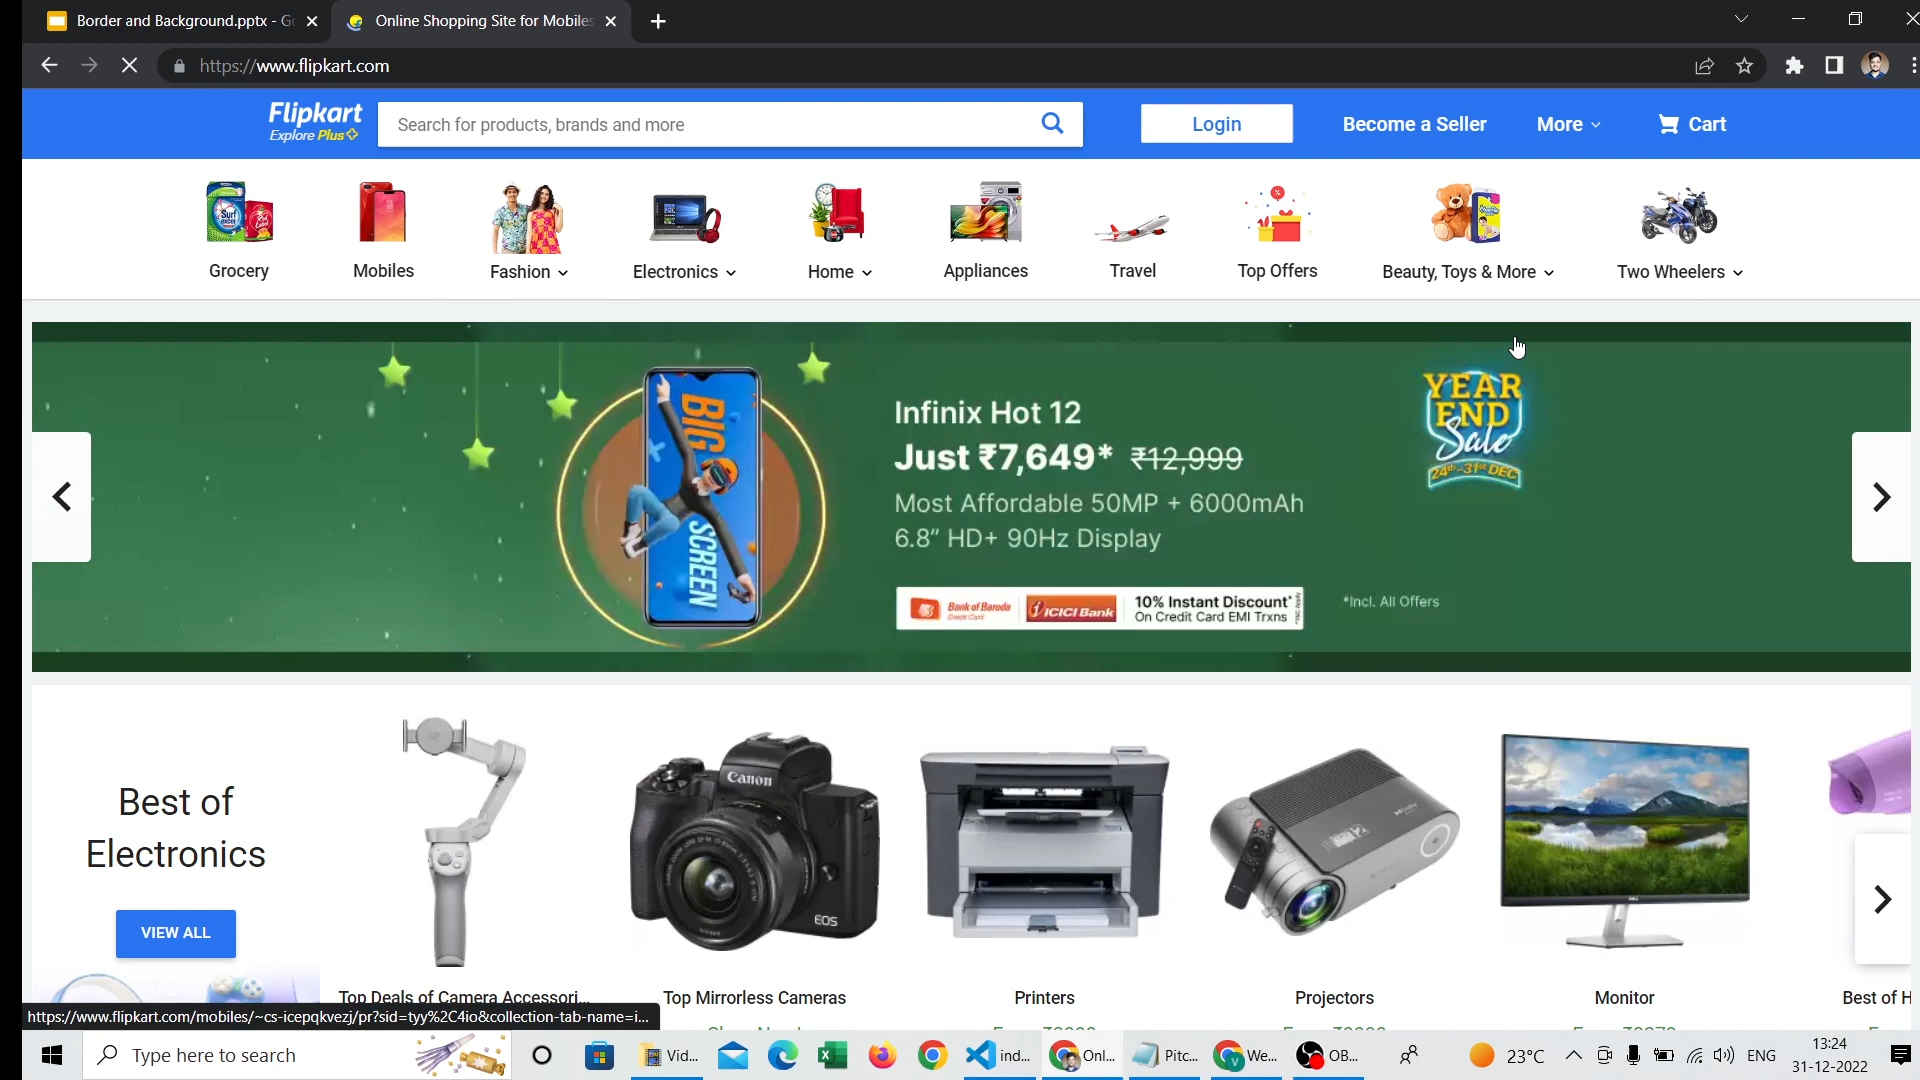 Border and Background.pptx - G
Online Shopping Site for Mobiles
https://www.flipkart.com
Flipkart
Explore Plus
Search for products, brands and more
Login
Become a Seller
More
Cart
Grocery
Mobiles
Fashion
Electronics
Home
Appliances
Travel
Top Offers
Beauty, Toys & More
Two Wheelers
BIG
SCREEN
Infinix Hot 12
Just ₹7,649* ₹12,999
Most Affordable 50MP + 6000mAh
6.8” HD+ 90Hz Display
Bank of Baroda
Credit Card
ICICI Bank
10% Instant Discount*
On Credit Card EMI Trxns
*Incl. All Offers
YEAR
END
Sale
24th-31st DEC
Best of
Electronics
VIEW ALL
Canon
EOS
Top Deals of Camera Accessori...
Top Mirrorless Cameras
Printers
Projectors
Monitor
Best of H
https://www.flipkart.com/mobiles/~cs-icepqkvezj/pr?sid=tyy%2C4io&collection-tab-name=i...
Type here to search
Vid...
ind...
Onl...
Pitc...
We...
OB...
23°C
ENG
13:24
31-12-2022